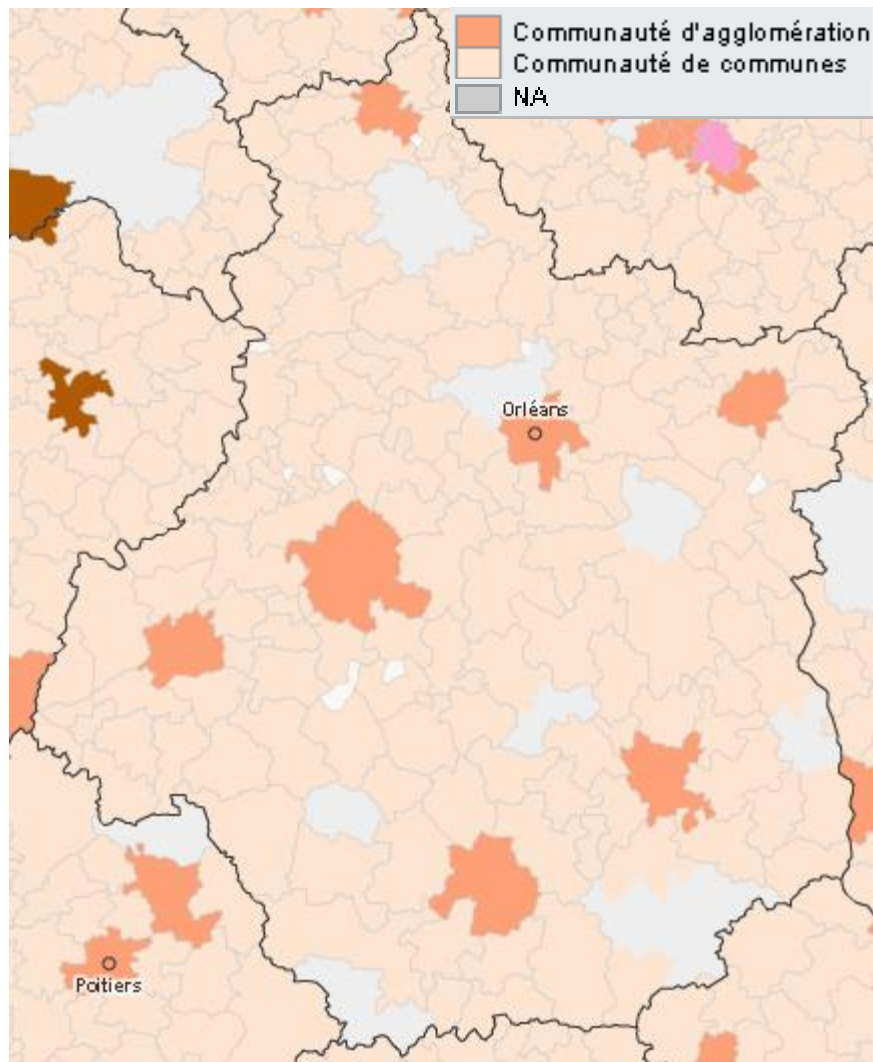 Communauté d'agglomération
Communauté de communes
NA
Orléans
Poitiers